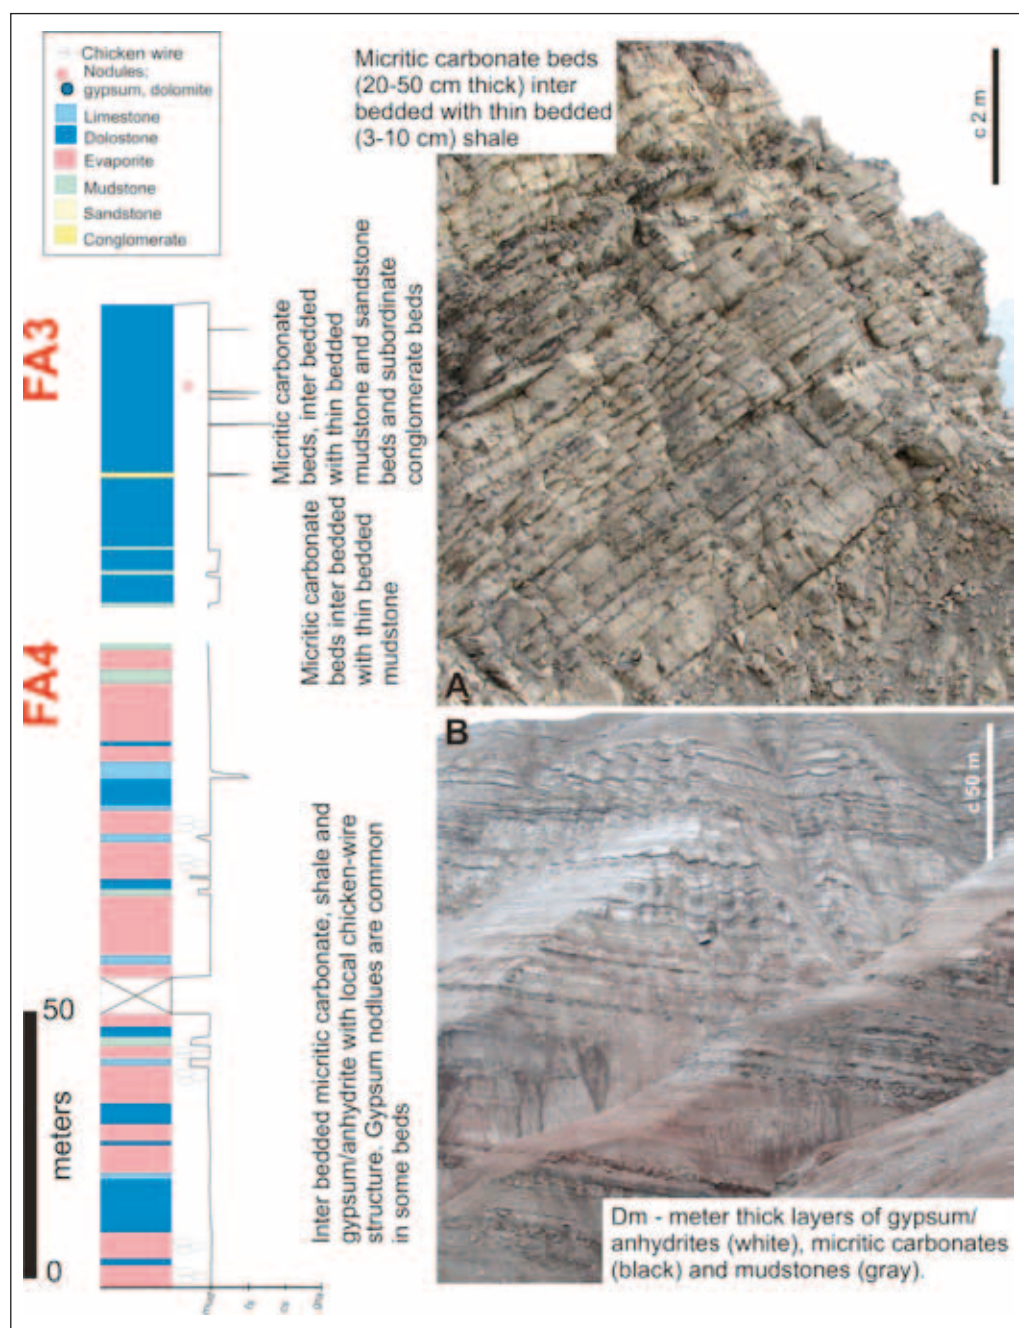 Chicken wire
Nodules;
gypsum, dolomite
Limestone
Dolostone
Evaporite
Mudstone
Sandstone
Conglomerate
Micritic carbonate beds
(20-50 cm thick) inter
bedded with thin bedded
(3-10 cm) shale
c 2 m
A
FA3
Micritic carbonate
beds, inter bedded
with thin bedded
mudstone and sandstone
beds and subordinate
conglomerate beds
Micritic carbonate
beds inter bedded
with thin bedded
mudstone
FA4
Inter bedded micritic carbonate, shale and
gypsum/anhydrite with local chicken-wire
structure. Gypsum nodlues are common
in some beds
50
meters
0
mud
fs
cs
gra
B
c 50 m
Dm - meter thick layers of gypsum/
anhydrites (white), micritic carbonates
(black) and mudstones (gray).